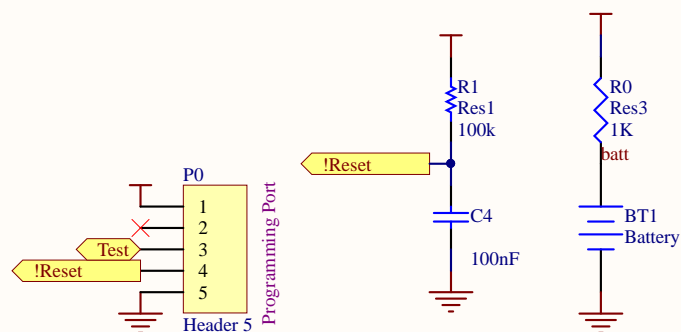 R1
Res1
100k
R0
Res3
1K
batt
!Reset
P0
1
2
3
4
5
Test
!Reset
Programming Port
Header 5
C4
100nF
BT1
Battery